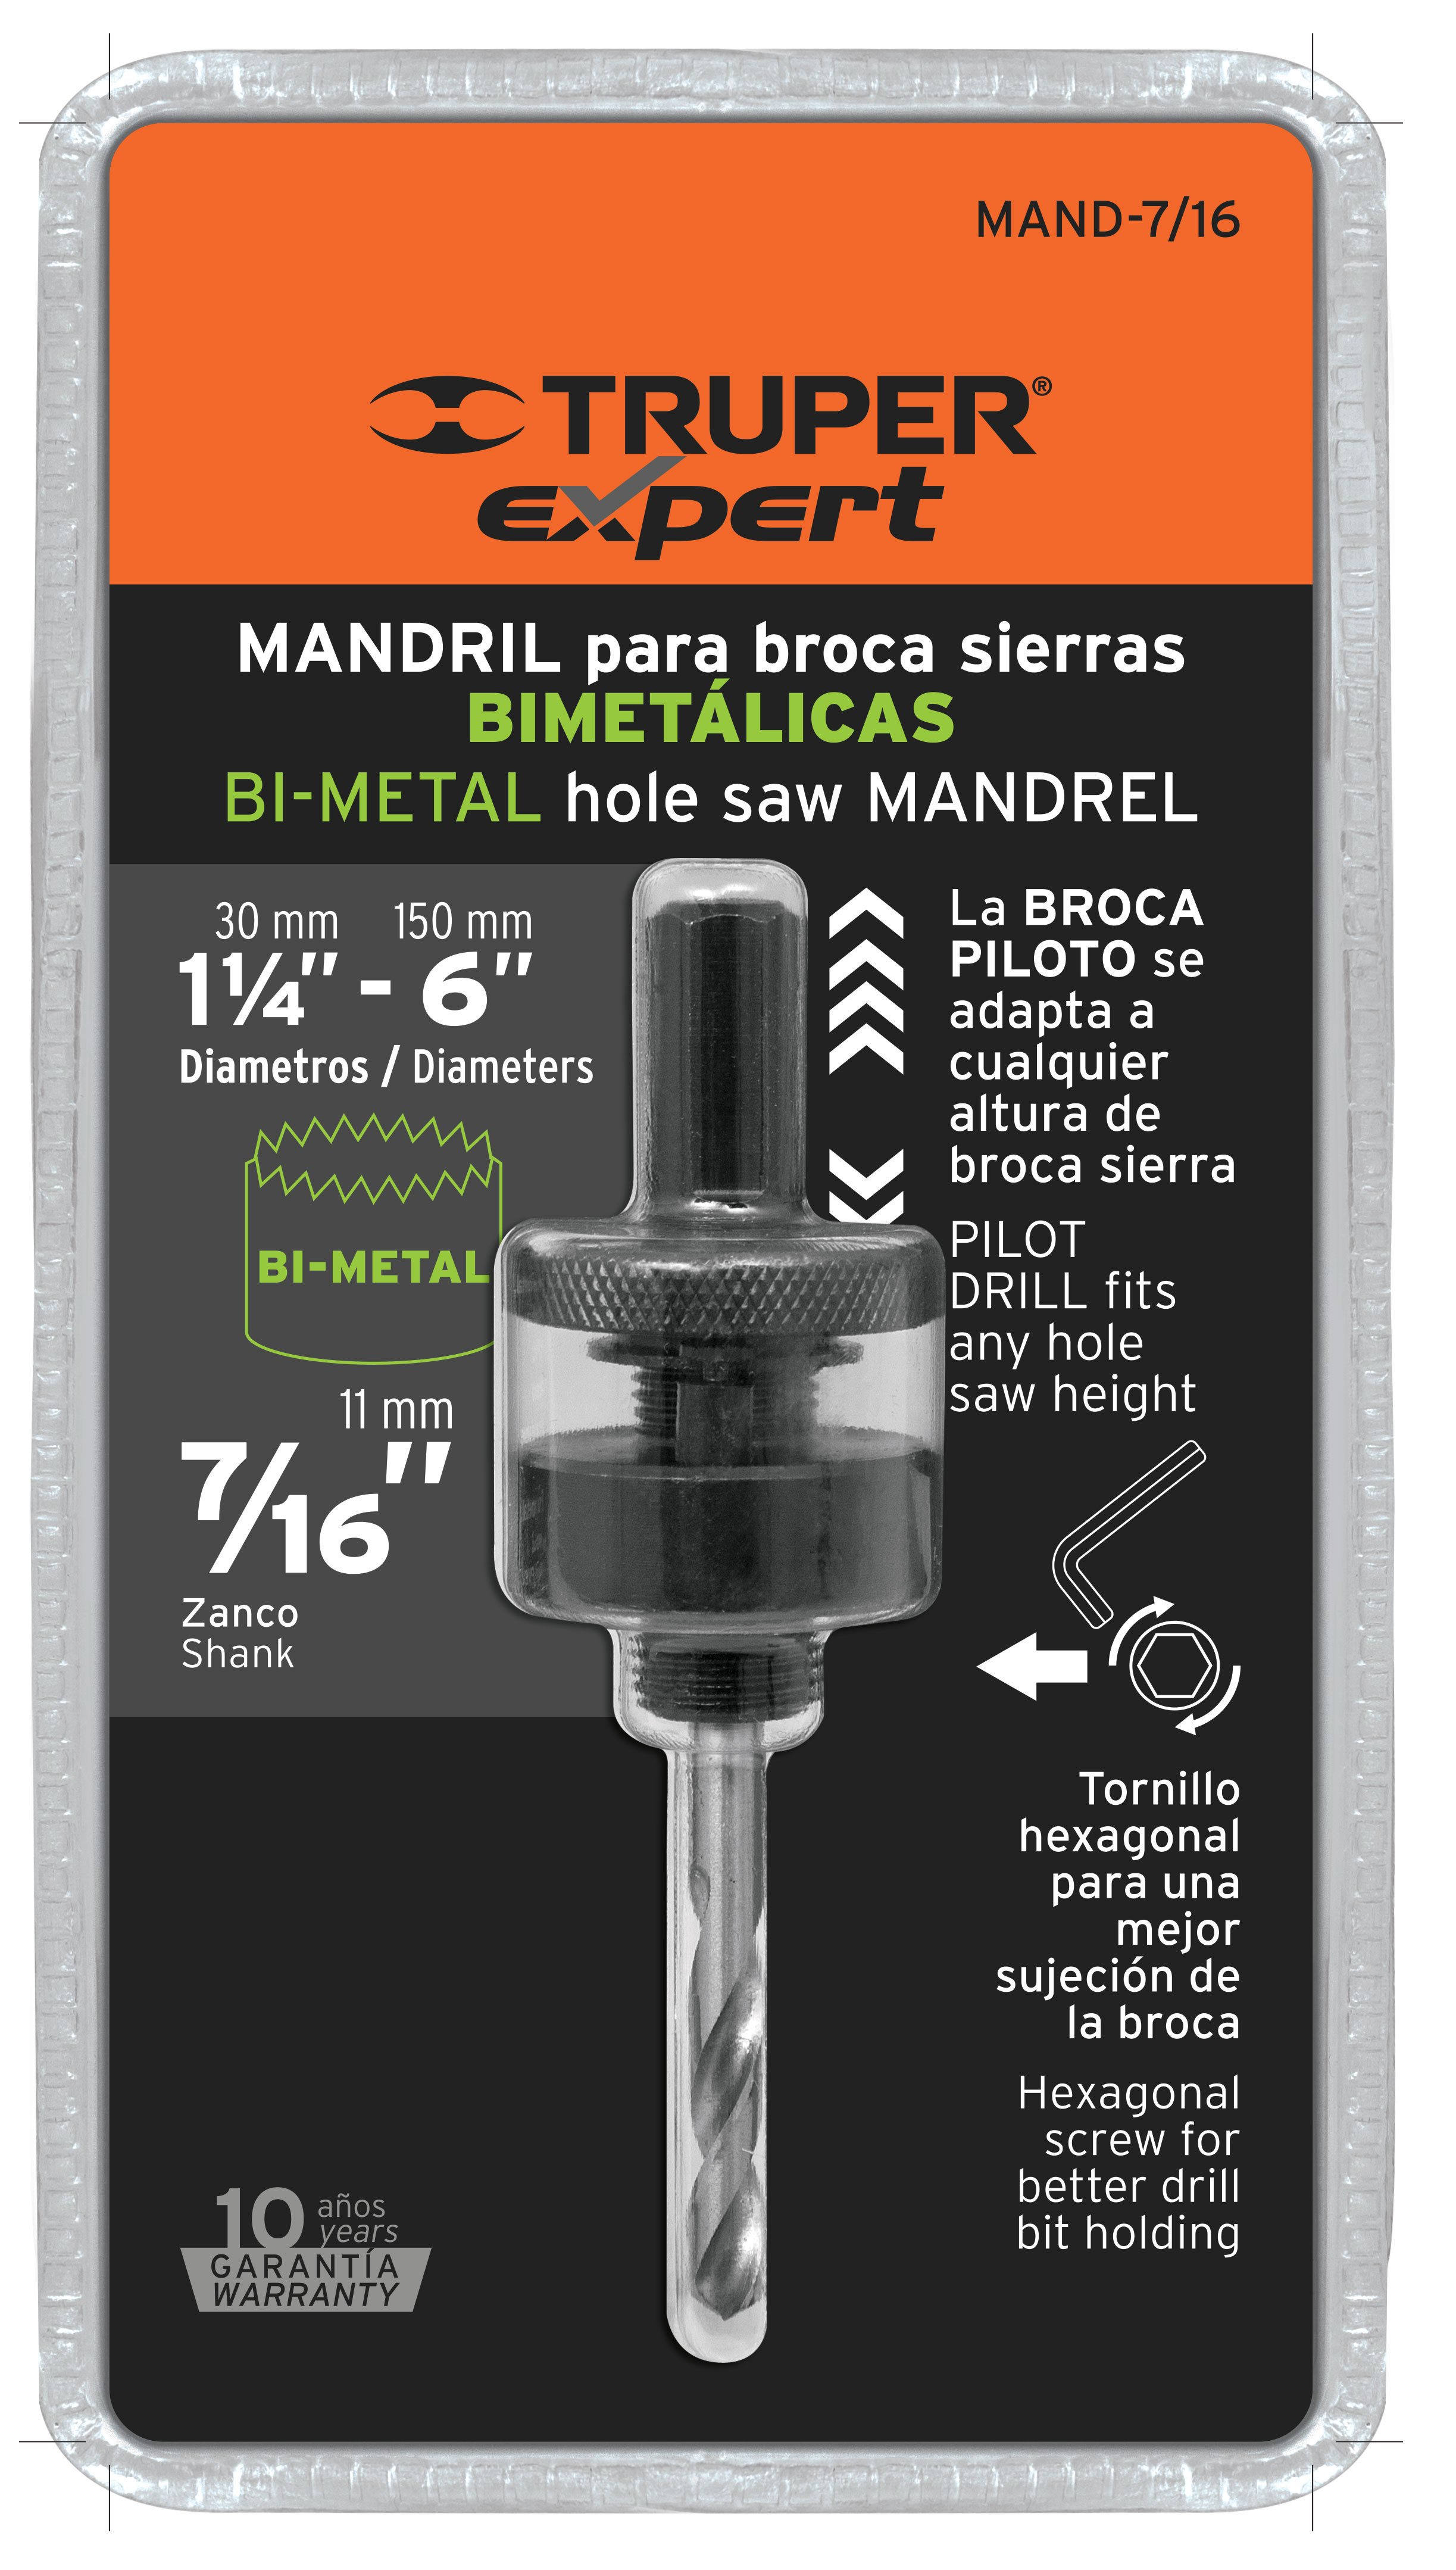 MAND-7/16
TRUPER®
expert
MANDRIL para broca sierras
BIMETÁLICAS
BI-METAL hole saw MANDREL
30 mm 150 mm
1 1/4" - 6"
Diametros / Diameters
BI-METAL
11 mm
7/16"
Zanco
Shank
La BROCA
PILOTO se
adapta a
cualquier
altura de
broca sierra
PILOT
DRILL fits
any hole
saw height
Tornillo
hexagonal
para una
mejor
sujeción de
la broca
Hexagonal
screw for
better drill
bit holding
10 años
years
GARANTÍA
WARRANTY